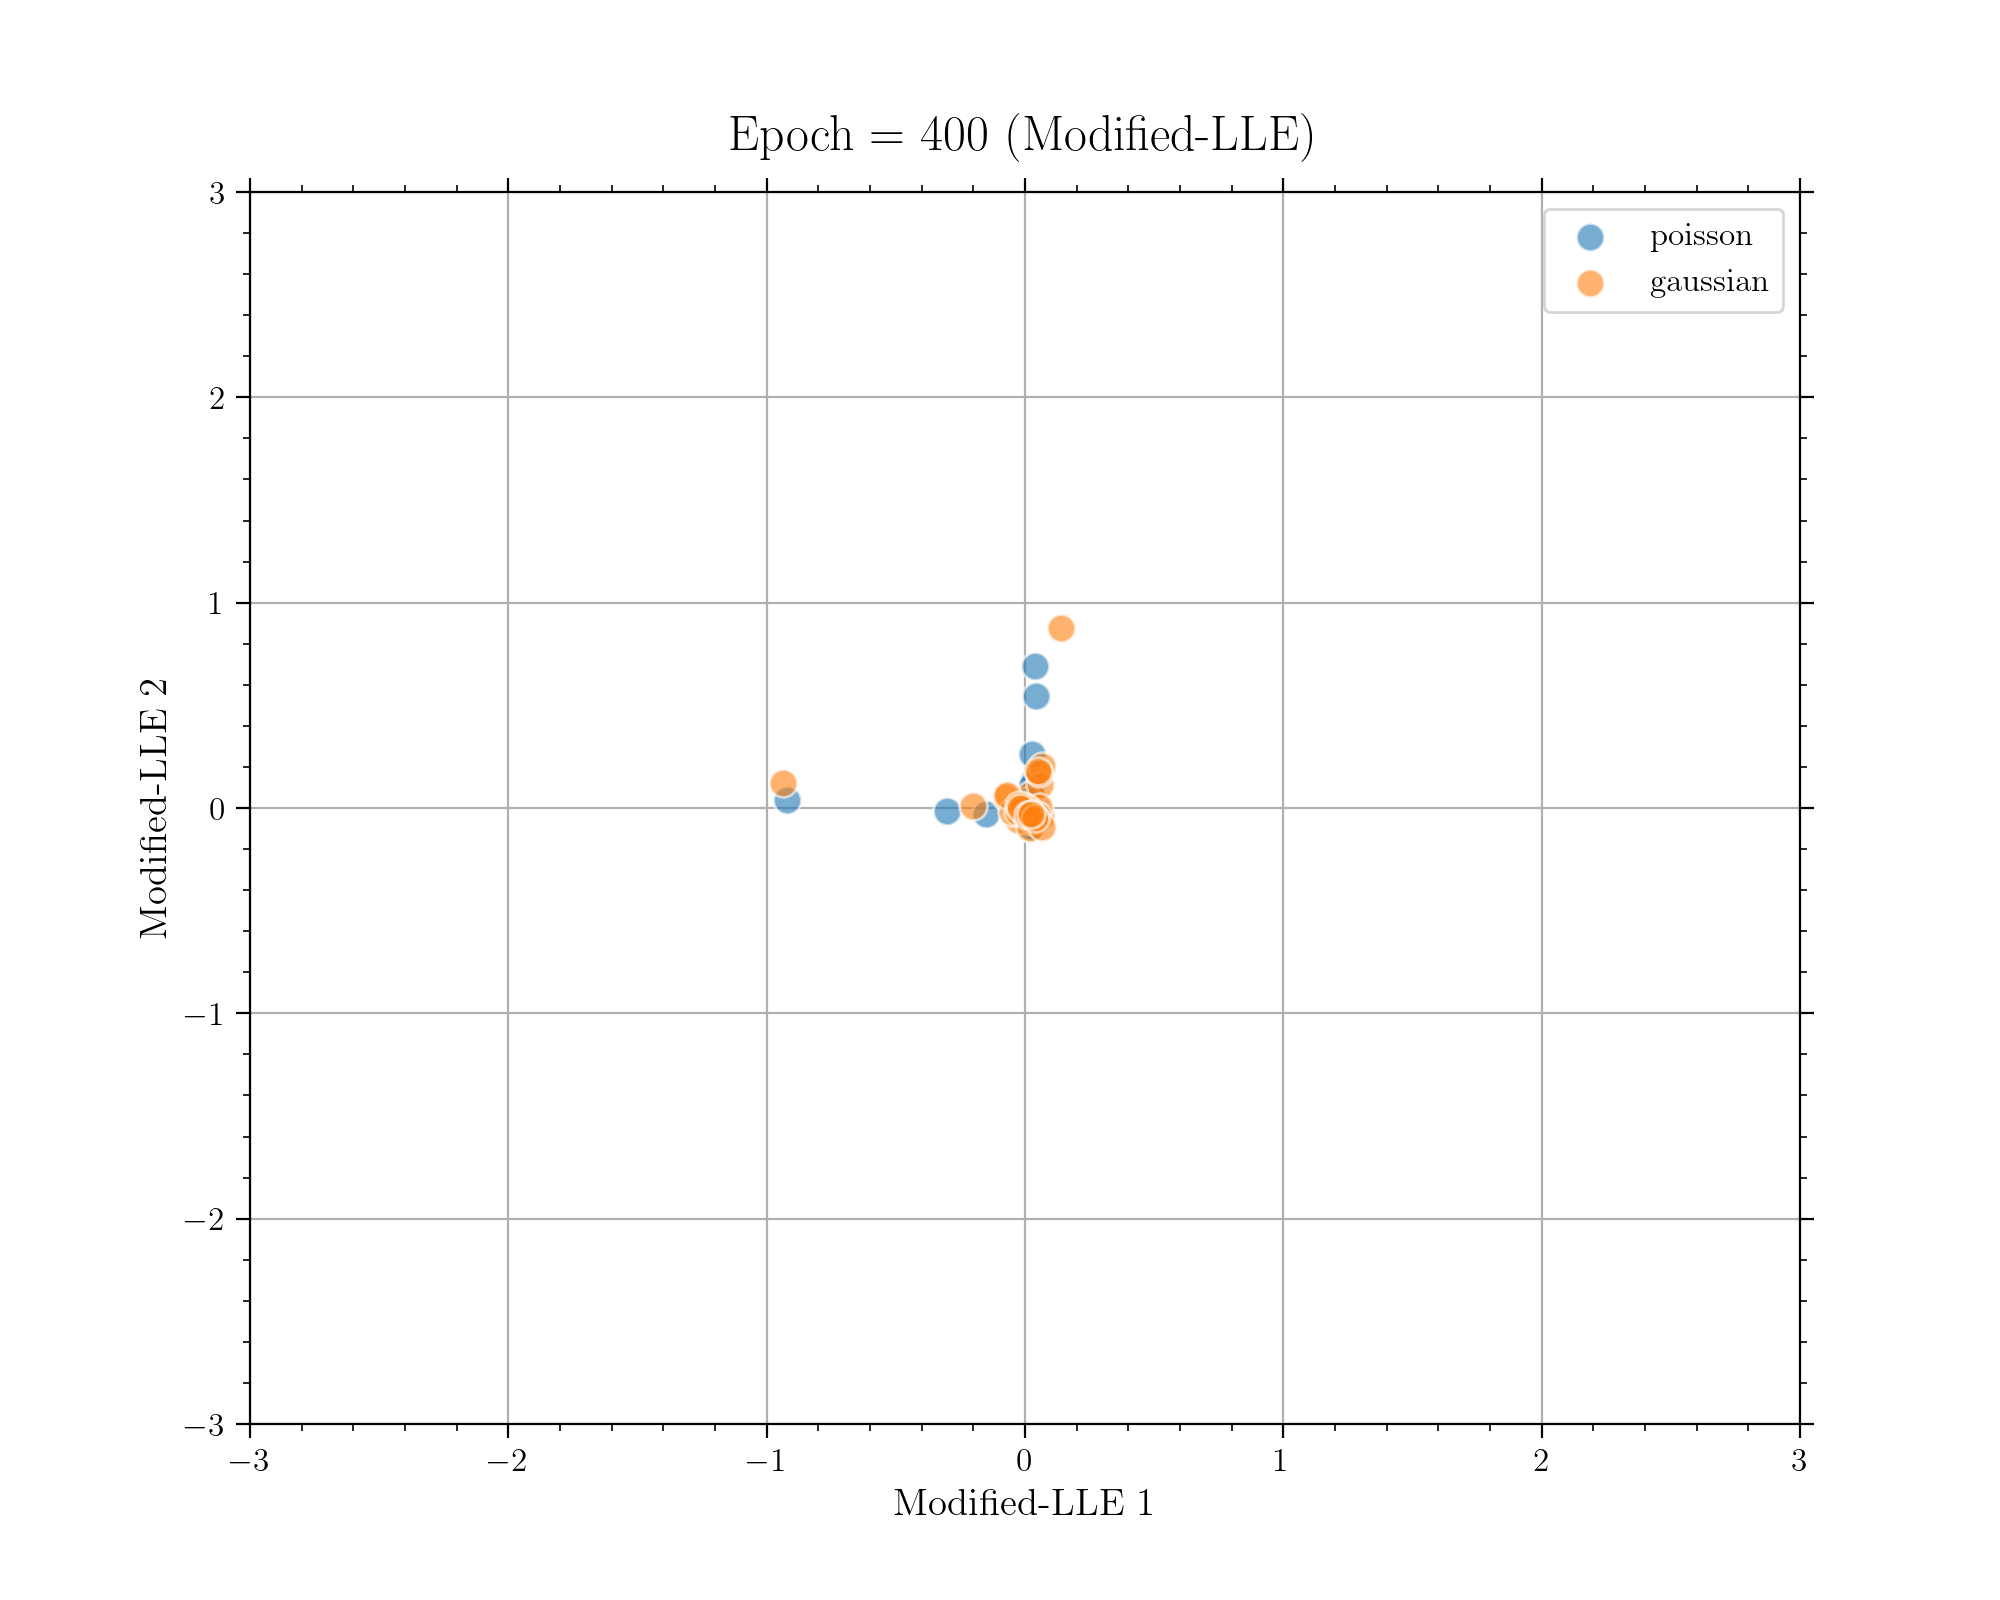 Epoch = 400 (Modified-LLE)
poisson
gaussian
3
2
1
0
−1
−2
−3
Modified-LLE 2
−3 −2 −1 0 1 2 3
Modified-LLE 1